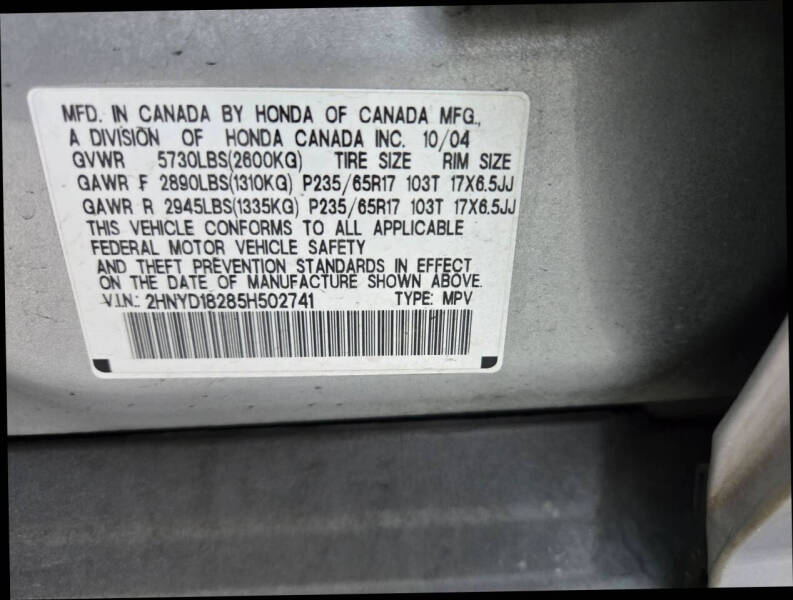 MFD. IN CANADA BY HONDA OF CANADA MFG.,
A DIVISION OF HONDA CANADA INC. 10/04
GVWR 5730LBS(2600KG) TIRE SIZE RIM SIZE
GAWR F 2890LBS(1310KG) P235/65R17 103T 17X6.5JJ
GAWR R 2945LBS(1335KG) P235/65R17 103T 17X6.5JJ
THIS VEHICLE CONFORMS TO ALL APPLICABLE
FEDERAL MOTOR VEHICLE SAFETY
AND THEFT PREVENTION STANDARDS IN EFFECT
ON THE DATE OF MANUFACTURE SHOWN ABOVE.
V.I.N.: 2HNYD18285H502741 TYPE: MPV